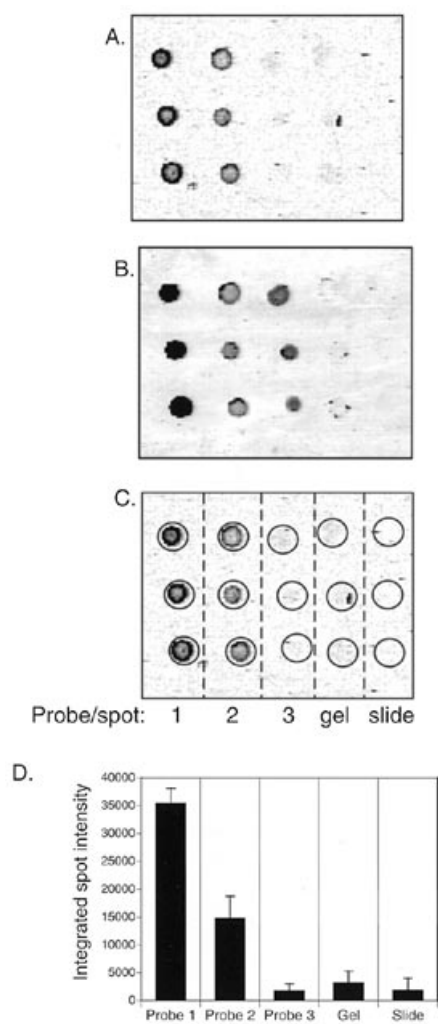 A.
B.
C.
Probe/spot: 1 2 3 gel slide
D.
Integrated spot intensity
40000
35000
30000
25000
20000
15000
10000
5000
0
Probe 1 Probe 2 Probe 3 Gel Slide